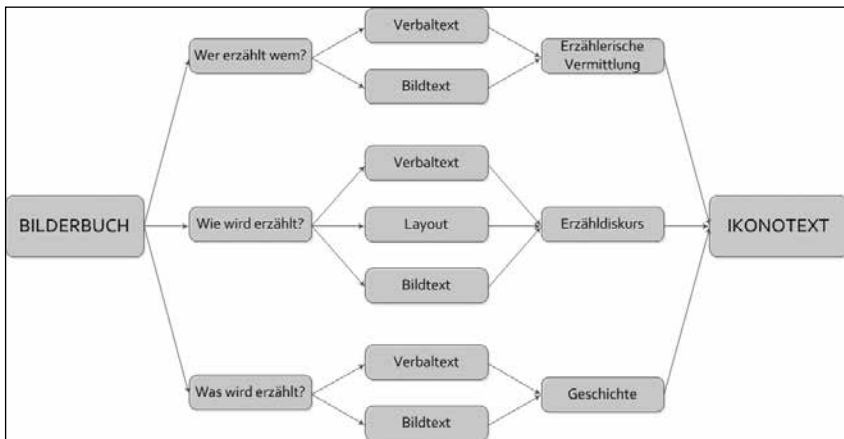 BILDERBUCH
Wer erzählt wem?
Verbaltext
Bildtext
Erzählerische
Vermittlung
Wie wird erzählt?
Verbaltext
Layout
Bildtext
Erzähldiskurs
Was wird erzählt?
Verbaltext
Bildtext
Geschichte
IKONOTEXT